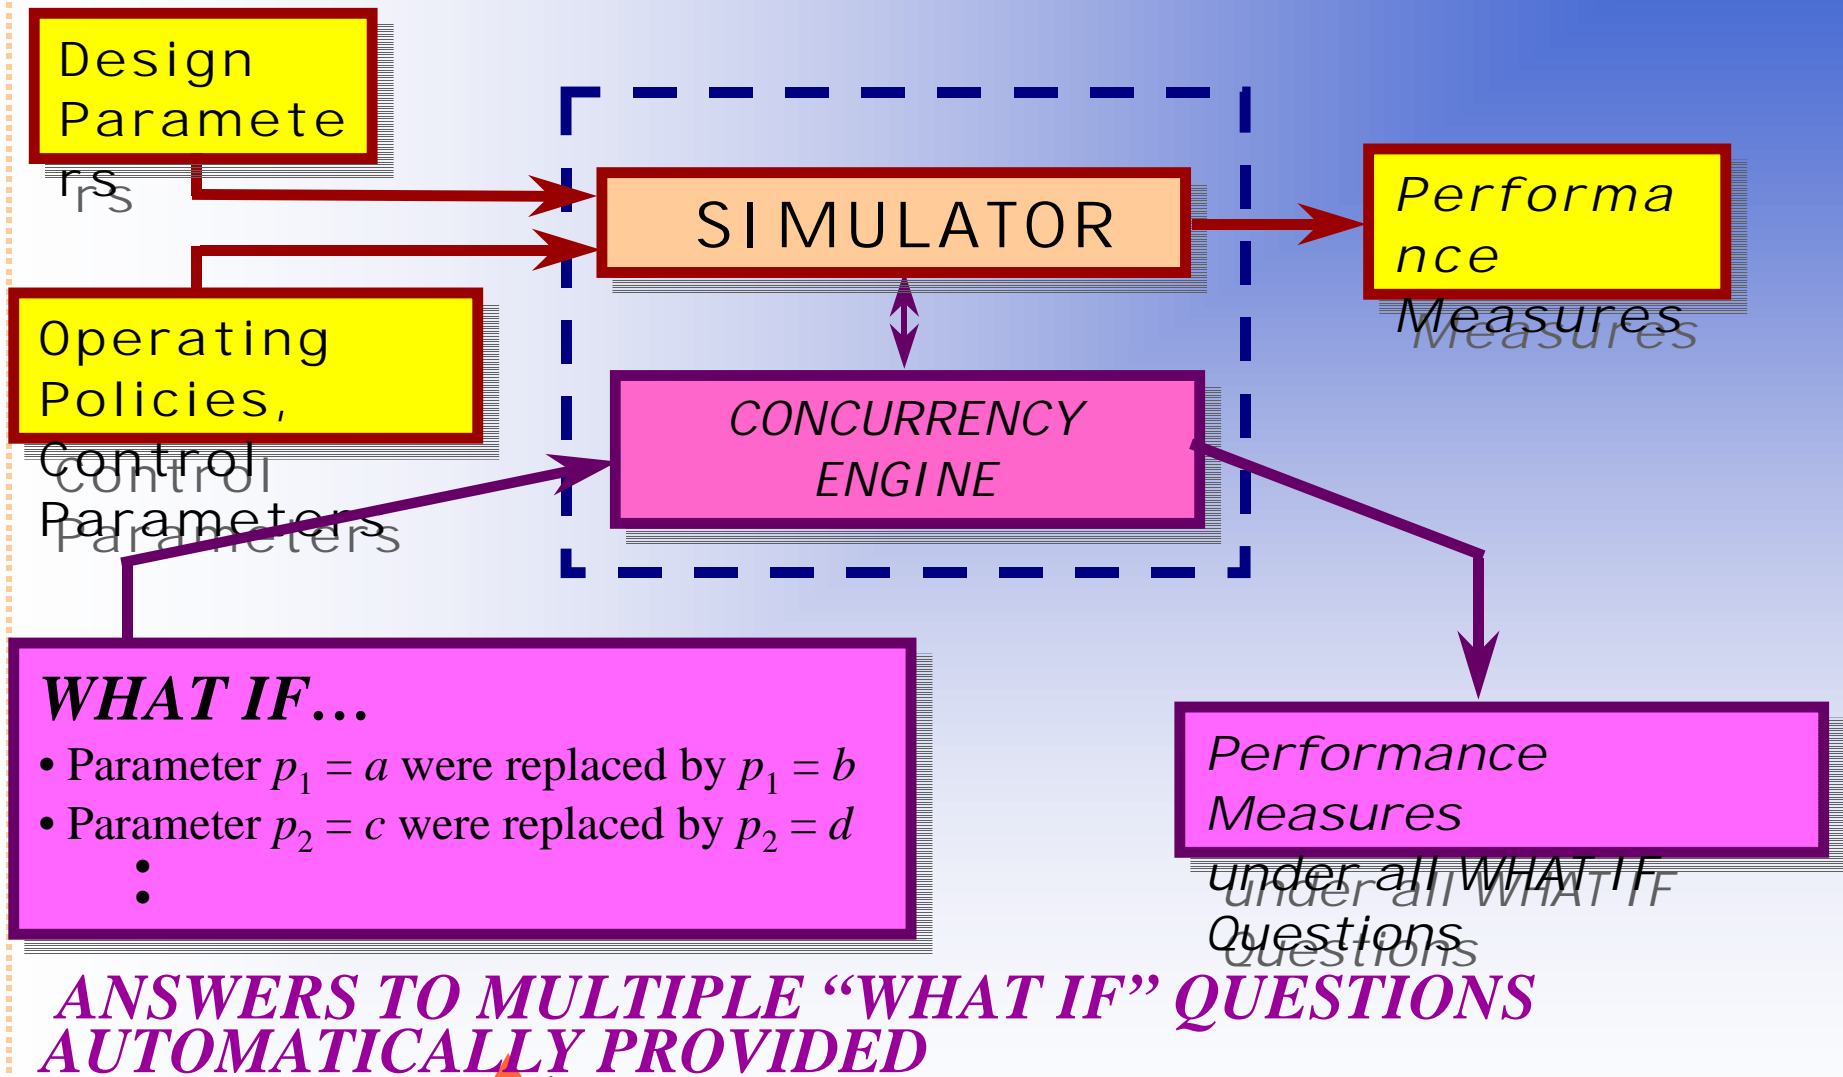 Design
Paramete
rs
SIMULATOR
Performa
nce
Measures
Operating
Policies,
Control
Parameters
CONCURRENCY
ENGINE
WHAT IF…
• Parameter p₁ = a were replaced by p₁ = b
• Parameter p₂ = c were replaced by p₂ = d
•
•
Performance
Measures
under all WHAT IF
Questions
ANSWERS TO MULTIPLE “WHAT IF” QUESTIONS
AUTOMATICALLY PROVIDED